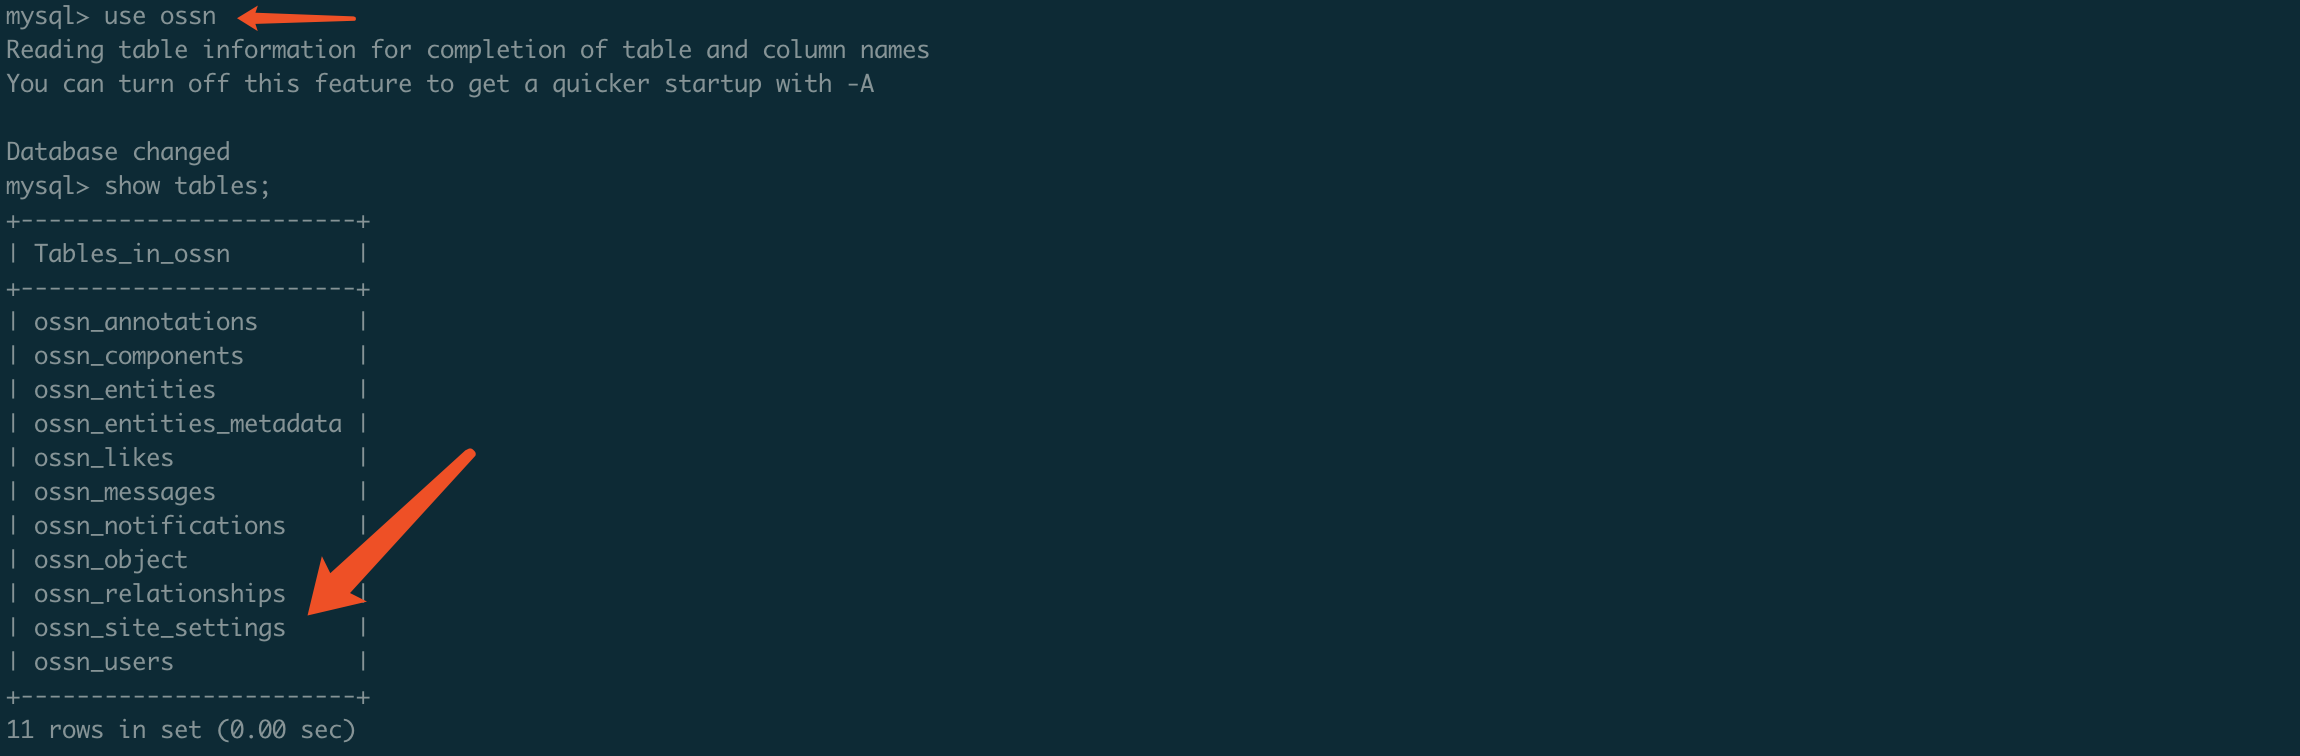 mysql> use ossn
Reading table information for completion of table and column names
You can turn off this feature to get a quicker startup with -A

Database changed
mysql> show tables;
+------------------------+
| Tables_in_ossn         |
+------------------------+
| ossn_annotations       |
| ossn_components        |
| ossn_entities          |
| ossn_entities_metadata |
| ossn_likes             |
| ossn_messages          |
| ossn_notifications     |
| ossn_object
| ossn_relationships     |
| ossn_site_settings     |
| ossn_users             |
+------------------------+
11 rows in set (0.00 sec)